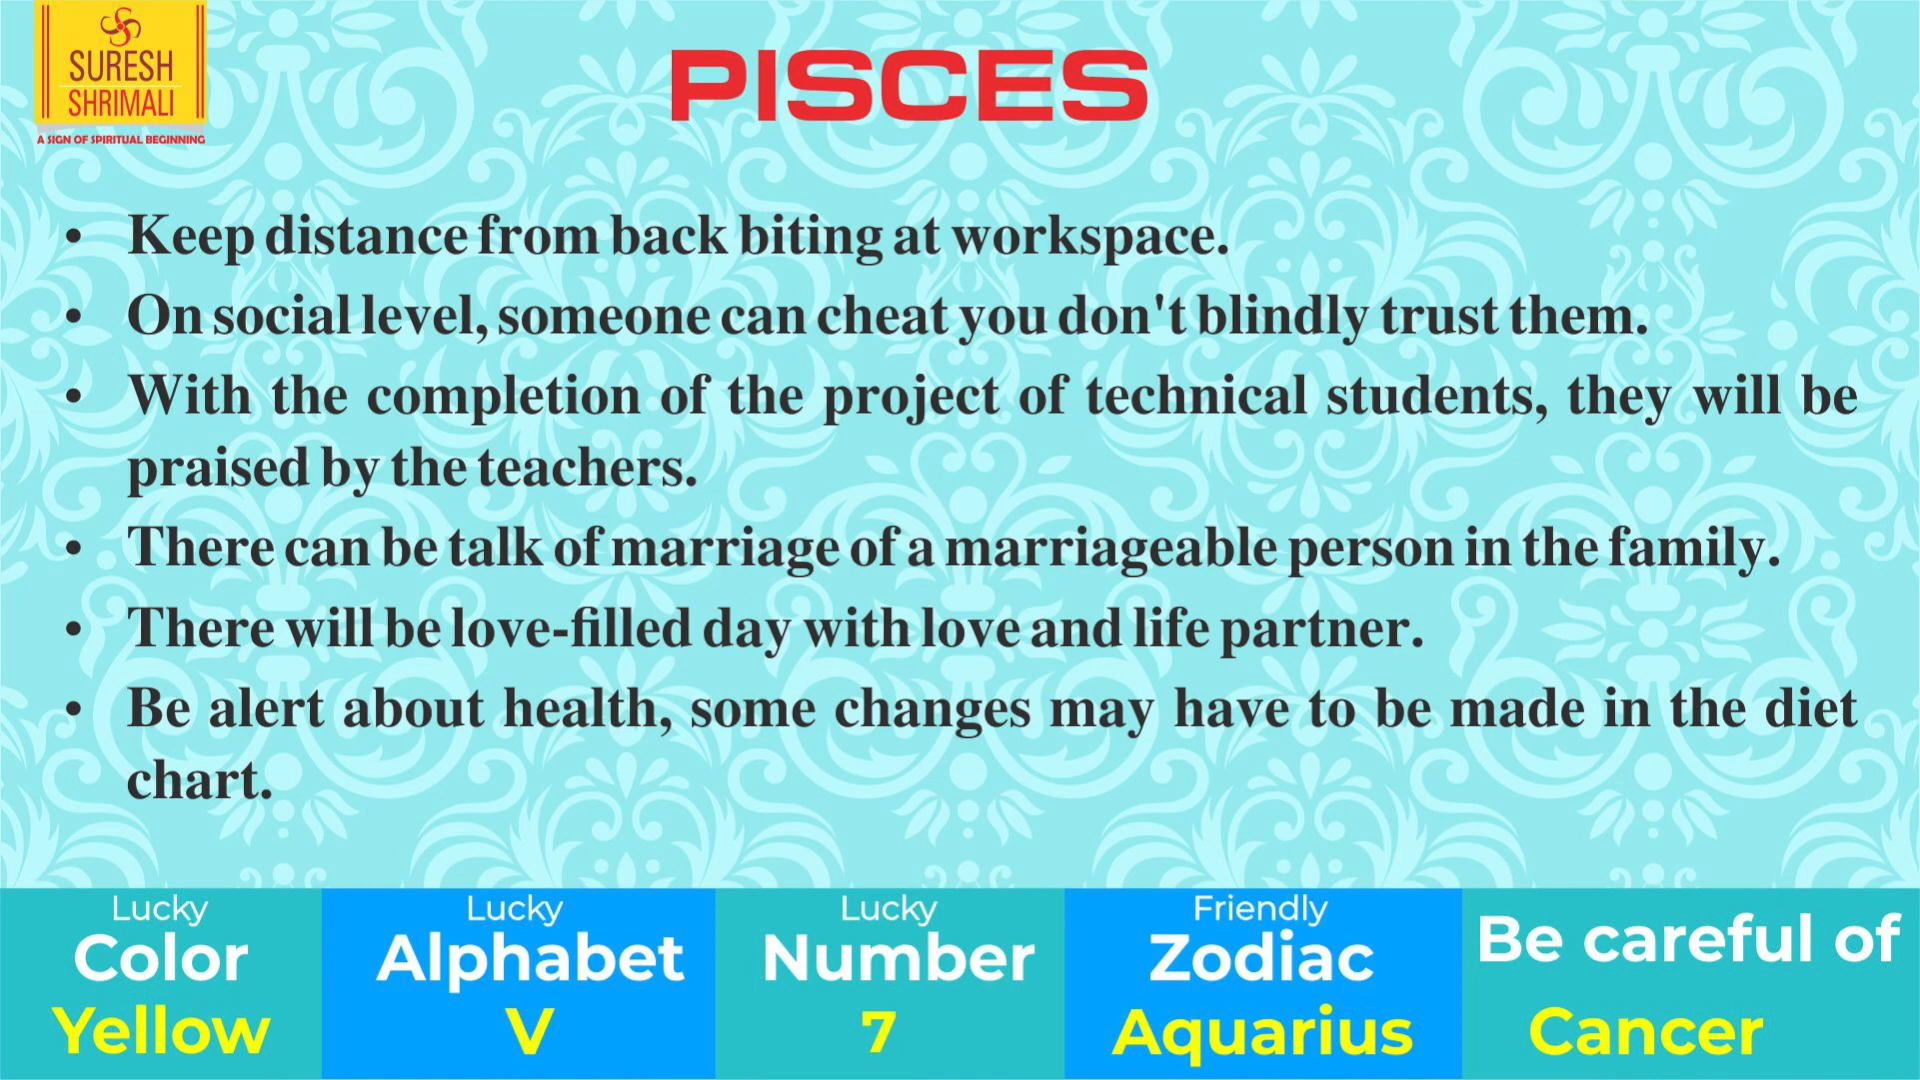 SURESH
SHRIMALI
A SIGN OF SPIRITUAL BEGINNING
PISCES
• Keep distance from back biting at workspace.
• On social level, someone can cheat you don't blindly trust them.
• With the completion of the project of technical students, they will be
praised by the teachers.
• There can be talk of marriage of a marriageable person in the family.
• There will be love-filled day with love and life partner.
• Be alert about health, some changes may have to be made in the diet
chart.
Lucky
Color
Yellow
Lucky
Alphabet
V
Lucky
Number
7
Friendly
Zodiac
Aquarius
Be careful of
Cancer